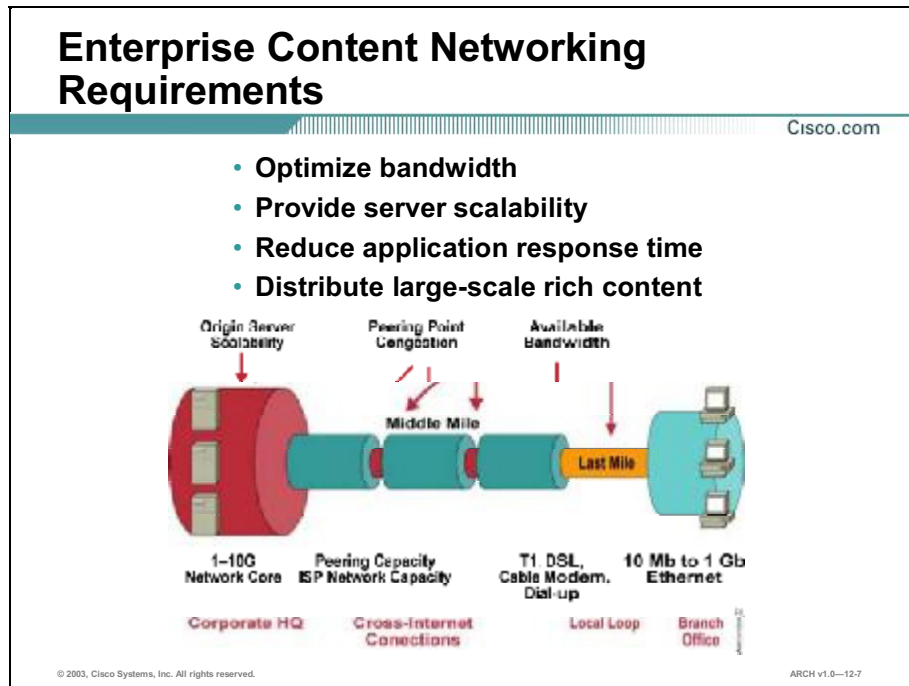 Enterprise Content Networking
Requirements
Cisco.com
• Optimize bandwidth
• Provide server scalability
• Reduce application response time
• Distribute large-scale rich content
Origin Server
Scalability
Peering Point
Congestion
Available
Bandwidth
Middle Mile
Last Mile
1–10G
Network Core
Peering Capacity
ISP Network Capacity
T1, DSL,
Cable Modem,
Dial-up
10 Mb to 1 Gb
Ethernet
Corporate HQ
Cross-Internet
Conections
Local Loop
Branch
Office
© 2003, Cisco Systems, Inc. All rights reserved.
ARCH v1.0—12-7